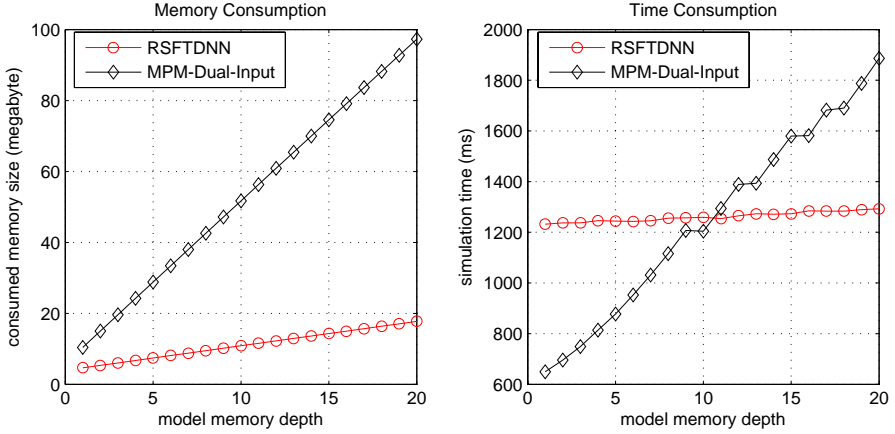 Memory Consumption
consumed memory size (megabyte)
100
80
60
40
20
0
RSFTDNN
MPM-Dual-Input
0 5 10 15 20
model memory depth
Time Consumption
simulation time (ms)
2000
1800
1600
1400
1200
1000
800
600
RSFTDNN
MPM-Dual-Input
0 5 10 15 20
model memory depth